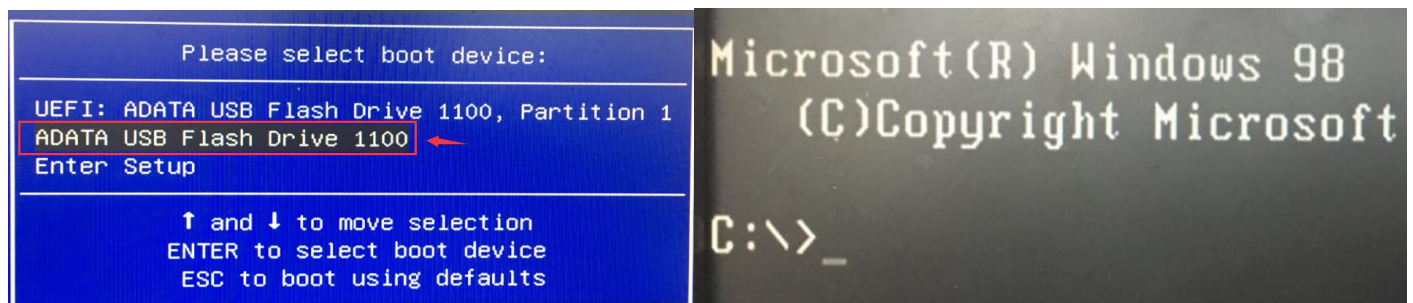 Please select boot device:
UEFI: ADATA USB Flash Drive 1100, Partition 1
ADATA USB Flash Drive 1100
Enter Setup
↑ and ↓ to move selection
ENTER to select boot device
ESC to boot using defaults
Microsoft(R) Windows 98
(C)Copyright Microsoft
C:\>_